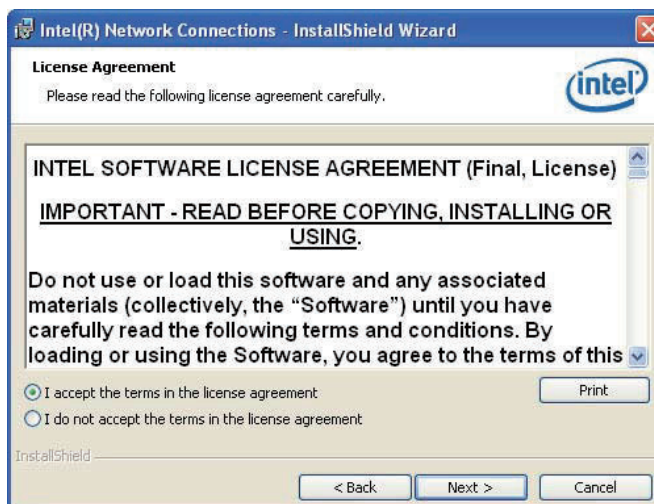 Intel(R) Network Connections - InstallShield Wizard
License Agreement
Please read the following license agreement carefully.
intel
INTEL SOFTWARE LICENSE AGREEMENT (Final, License)
IMPORTANT - READ BEFORE COPYING, INSTALLING OR
USING.
Do not use or load this software and any associated
materials (collectively, the “Software”) until you have
carefully read the following terms and conditions. By
loading or using the Software, you agree to the terms of this
I accept the terms in the license agreement
Print
I do not accept the terms in the license agreement
InstallShield
< Back
Next >
Cancel